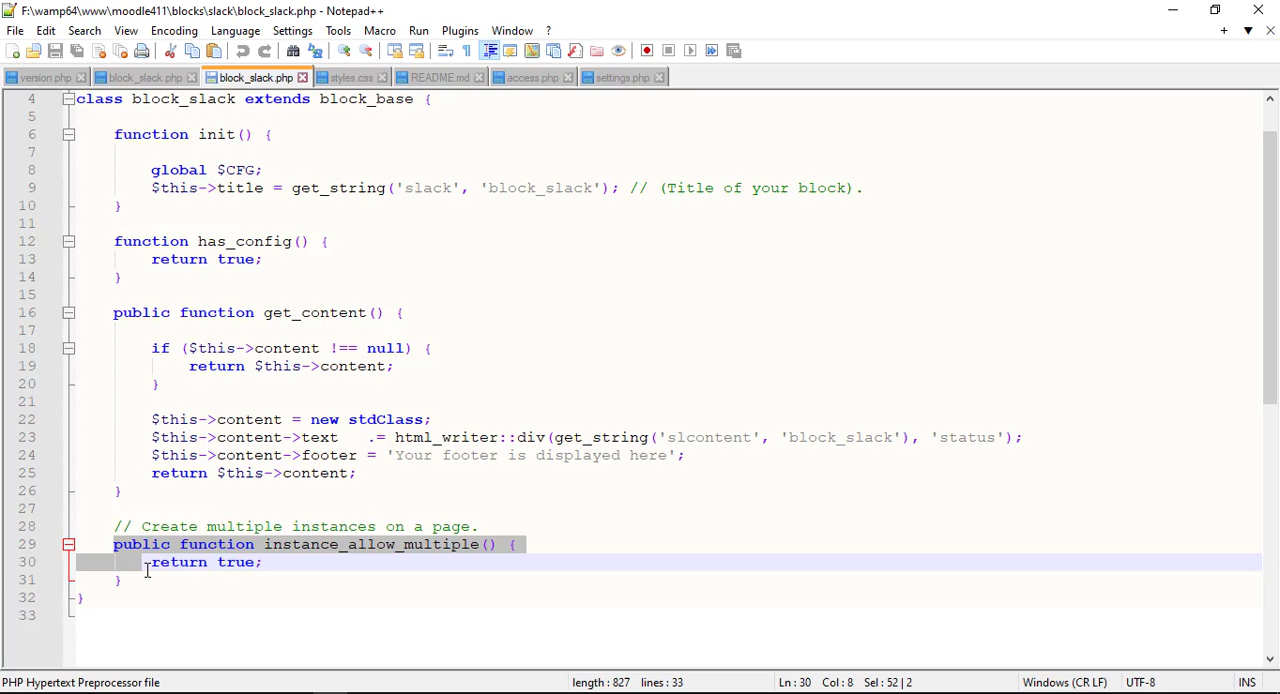 F:\wamp64\www\moodle411\blocks\slack\block_slack.php - Notepad++
File Edit Search View Encoding Language Settings Tools Macro Run Plugins Window ?
version.php block_slack.php block_slack.php styles.css README.md access.php settings.php
4 class block_slack extends block_base {
5
6 function init() {
7
8 global $CFG;
9 $this->title = get_string('slack', 'block_slack'); // (Title of your block).
10 }
11
12 function has_config() {
13 return true;
14 }
15
16 public function get_content() {
17
18 if ($this->content !== null) {
19 return $this->content;
20 }
21
22 $this->content = new stdClass;
23 $this->content->text .= html_writer::div(get_string('slcontent', 'block_slack'), 'status');
24 $this->content->footer = 'Your footer is displayed here';
25 return $this->content;
26 }
27
28 // Create multiple instances on a page.
29 public function instance_allow_multiple() {
30 return true;
31 }
32 }
33
PHP Hypertext Preprocessor file length : 827 lines : 33 Ln : 30 Col : 8 Sel : 52 | 2 Windows (CR LF) UTF-8 INS